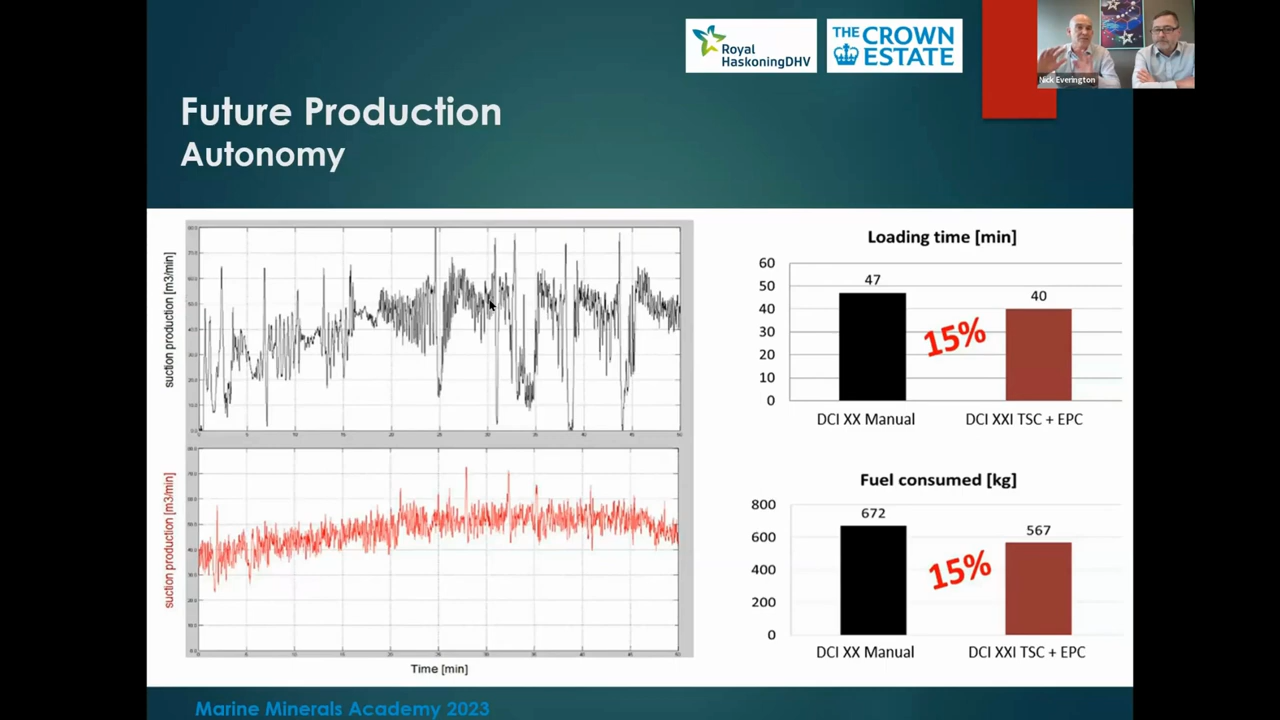 Royal
HaskoningDHV
THE CROWN
ESTATE
Nick Everington
Future Production
Autonomy
suction production [m3/min]
suction production [m3/min]
Time [min]
Loading time [min]
60
50
40
30
20
10
0
47
40
15%
DCI XX Manual
DCI XXI TSC + EPC
Fuel consumed [kg]
800
600
400
200
0
672
567
15%
DCI XX Manual
DCI XXI TSC + EPC
Marine Minerals Academy 2023